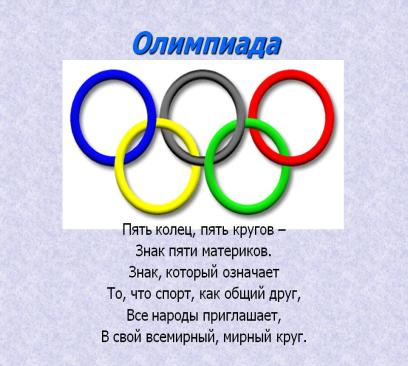 Олимпиада
Пять колец, пять кругов –
Знак пяти материков.
Знак, который означает
То, что спорт, как общий друг,
Все народы приглашает,
В свой всемирный, мирный круг.